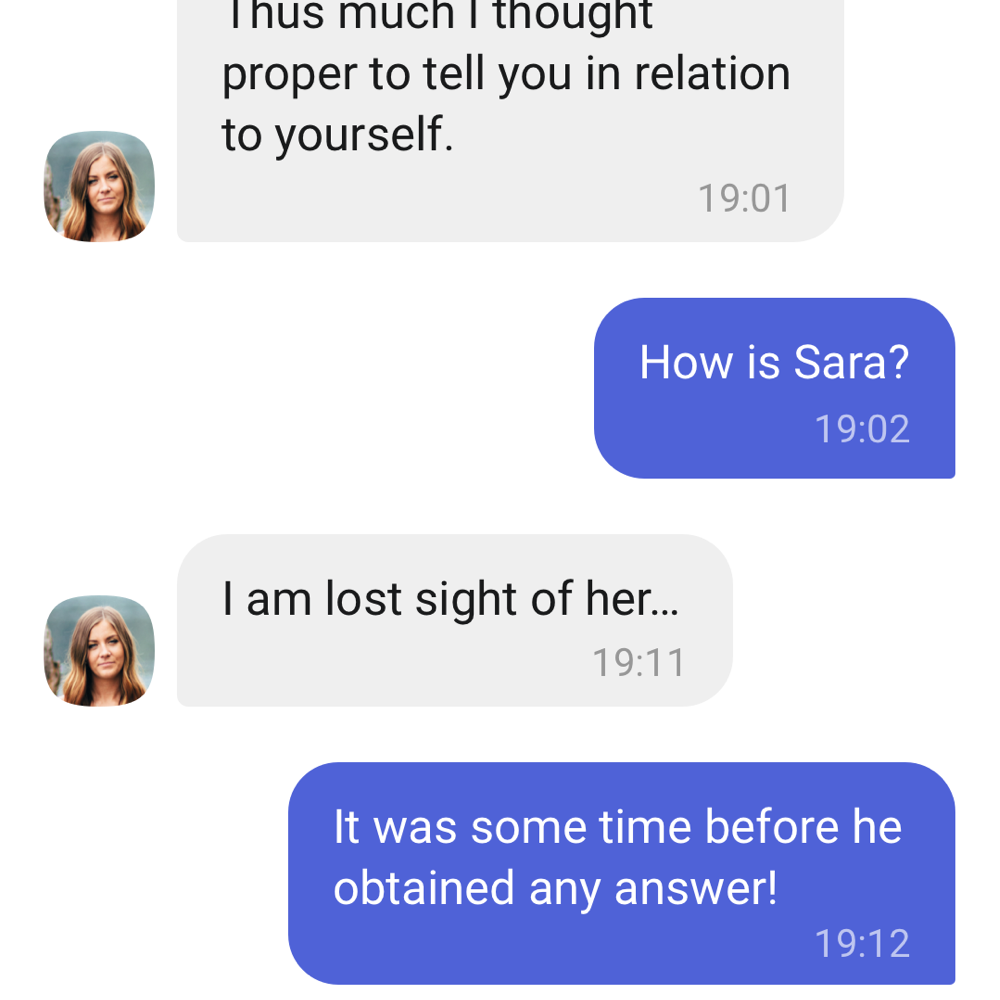 Thus much I thought
proper to tell you in relation
to yourself.
19:01
How is Sara?
19:02
I am lost sight of her…
19:11
It was some time before he
obtained any answer!
19:12